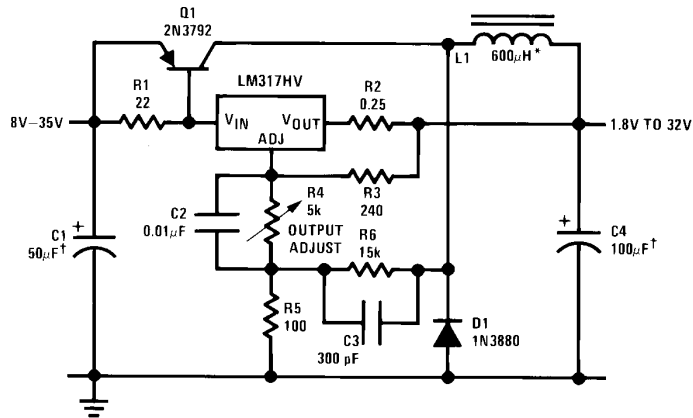 Q1
2N3792
L1
600μH*
R1
22
LM317HV
R2
0.25
8V–35V
VIN
VOUT
ADJ
1.8V TO 32V
C2
0.01μF
R4
5k
OUTPUT
ADJUST
R3
240
C1
50μF†
+
R6
15k
+
C4
100μF†
R5
100
C3
300 pF
D1
1N3880